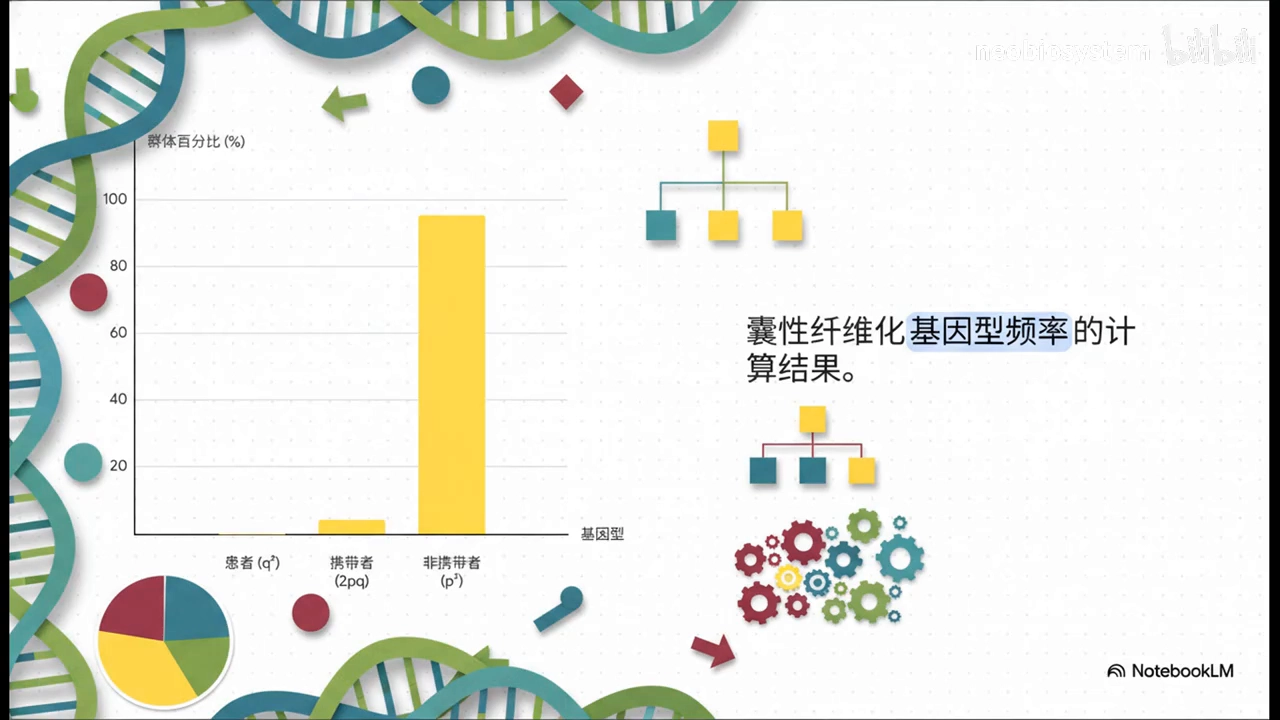 neobiosystem bilibili
群体百分比 (%)
100
80
60
40
20
基因型
患者 (q²)
携带者
(2pq)
非携带者
(p²)
囊性纤维化基因型频率的计
算结果。
NotebookLM